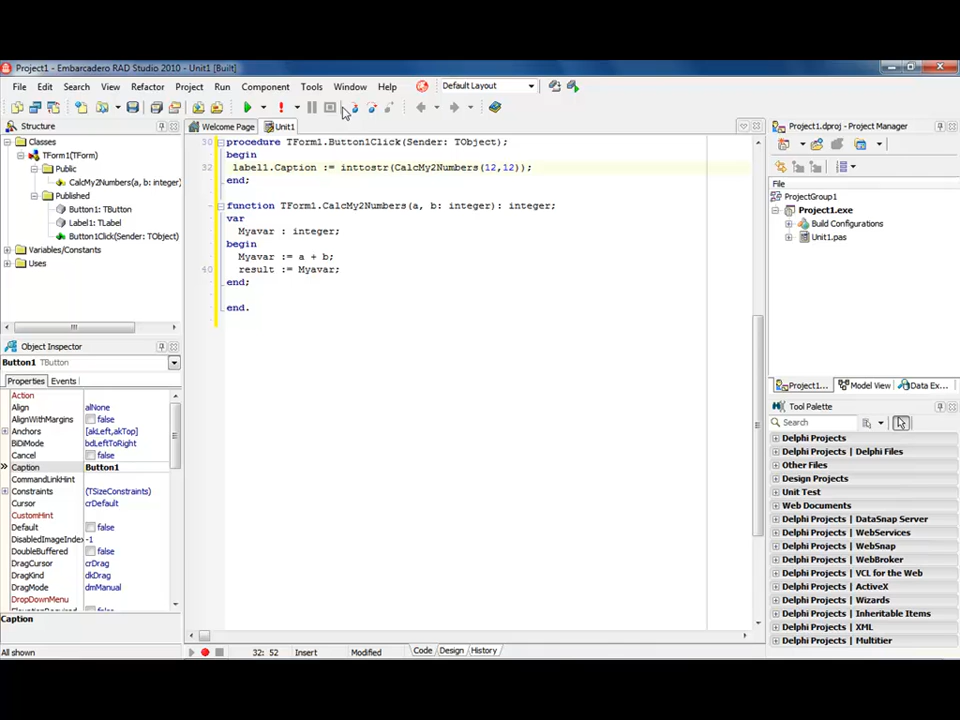 Project1 - Embarcadero RAD Studio 2010 - Unit1 [Built]
File Edit Search View Refactor Project Run Component Tools Window Help
Default Layout
Structure
Classes
TForm1(TForm)
Public
CalcMy2Numbers(a, b: integer)
Published
Button1: TButton
Label1: TLabel
Button1Click(Sender: TObject)
Variables/Constants
Uses
Object Inspector
Button1 TButton
Properties Events
Action
Align alNone
AlignWithMargins false
Anchors [akLeft,akTop]
BiDiMode bdLeftToRight
Cancel false
Caption Button1
CommandLinkHint
Constraints (TSizeConstraints)
Cursor crDefault
CustomHint
Default false
DisabledImageIndex -1
DoubleBuffered false
DragCursor crDrag
DragKind dkDrag
DragMode dmManual
DropDownMenu
Caption
All shown
Welcome Page Unit1
30 procedure TForm1.Button1Click(Sender: TObject);
begin
32 label1.Caption := inttostr(CalcMy2Numbers(12,12));
end;
function TForm1.CalcMy2Numbers(a, b: integer): integer;
var
Myavar : integer;
begin
Myavar := a + b;
40 result := Myavar;
end;
end.
32: 52 Insert Modified Code Design History
Project1.dproj - Project Manager
File
ProjectGroup1
Project1.exe
Build Configurations
Unit1.pas
Project1... Model View Data Ex...
Tool Palette
Search
Delphi Projects
Delphi Projects | Delphi Files
Other Files
Design Projects
Unit Test
Web Documents
Delphi Projects | DataSnap Server
Delphi Projects | WebServices
Delphi Projects | WebSnap
Delphi Projects | WebBroker
Delphi Projects | VCL for the Web
Delphi Projects | ActiveX
Delphi Projects | Wizards
Delphi Projects | Inheritable Items
Delphi Projects | XML
Delphi Projects | Multitier